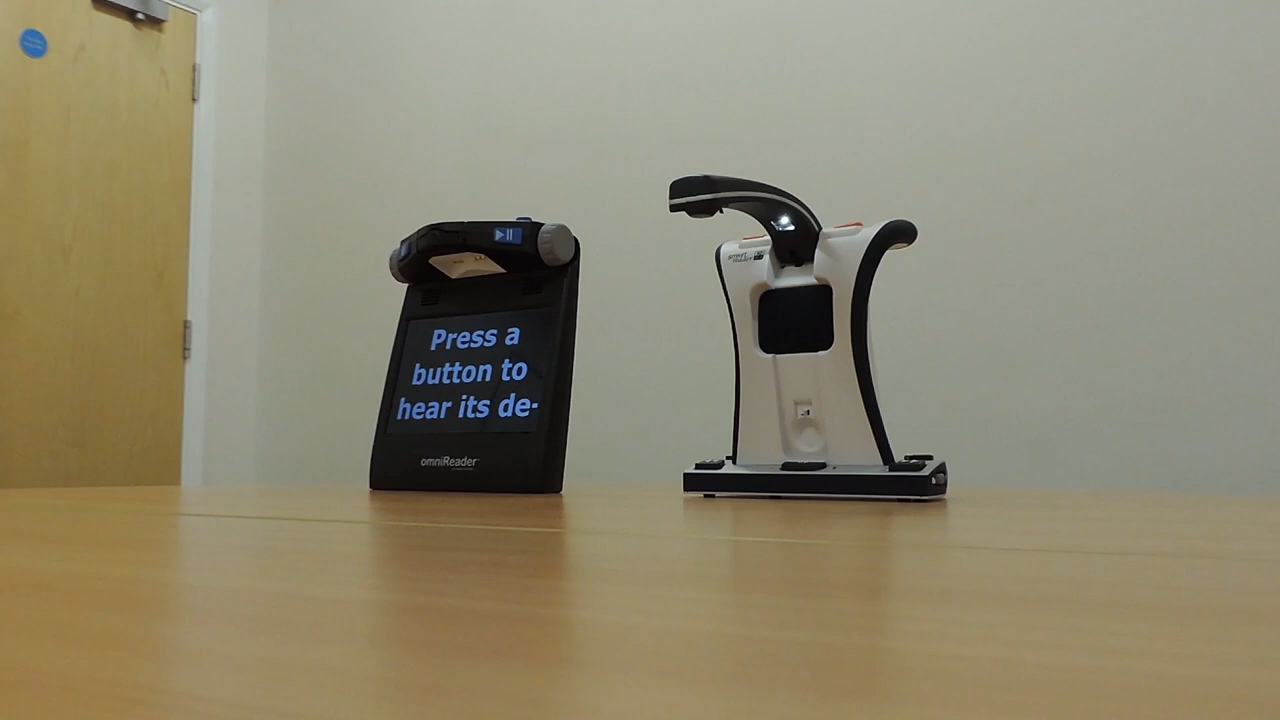 Press a
button to
hear its de-
omniReader